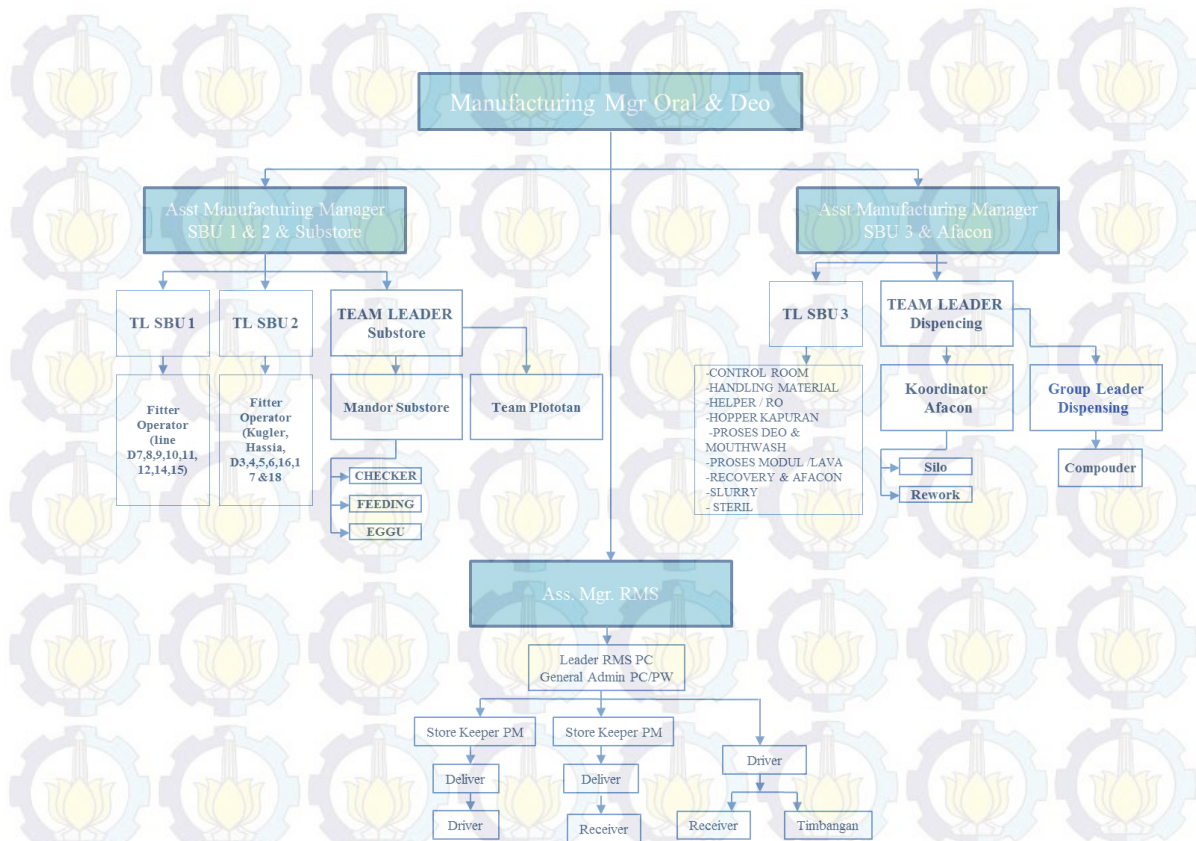 Manufacturing Mgr Oral & Deo
Asst Manufacturing Manager
SBU 1 & 2 & Substore
Asst Manufacturing Manager
SBU 3 & Afacon
TL SBU 1
TL SBU 2
TEAM LEADER
Substore
TL SBU 3
TEAM LEADER
Dispencing
Fitter
Operator
(line
D7,8,9,10,11,
12,14,15)
Fitter
Operator
(Kugler,
Hassia,
D3,4,5,6,16,1
7 &18
Mandor Substore
Team Plototan
CHECKER
FEEDING
EGGU
-CONTROL ROOM
-HANDLING MATERIAL
-HELPER / RO
-HOPPER KAPURAN
-PROSES DEO &
MOUTHWASH
-PROSES MODUL /LAVA
-RECOVERY & AFACON
-SLURRY
- STERIL
Koordinator
Afacon
Group Leader
Dispensing
Silo
Rework
Compouder
Ass. Mgr. RMS
Leader RMS PC
General Admin PC/PW
Store Keeper PM
Store Keeper PM
Driver
Deliver
Deliver
Driver
Receiver
Receiver
Timbangan